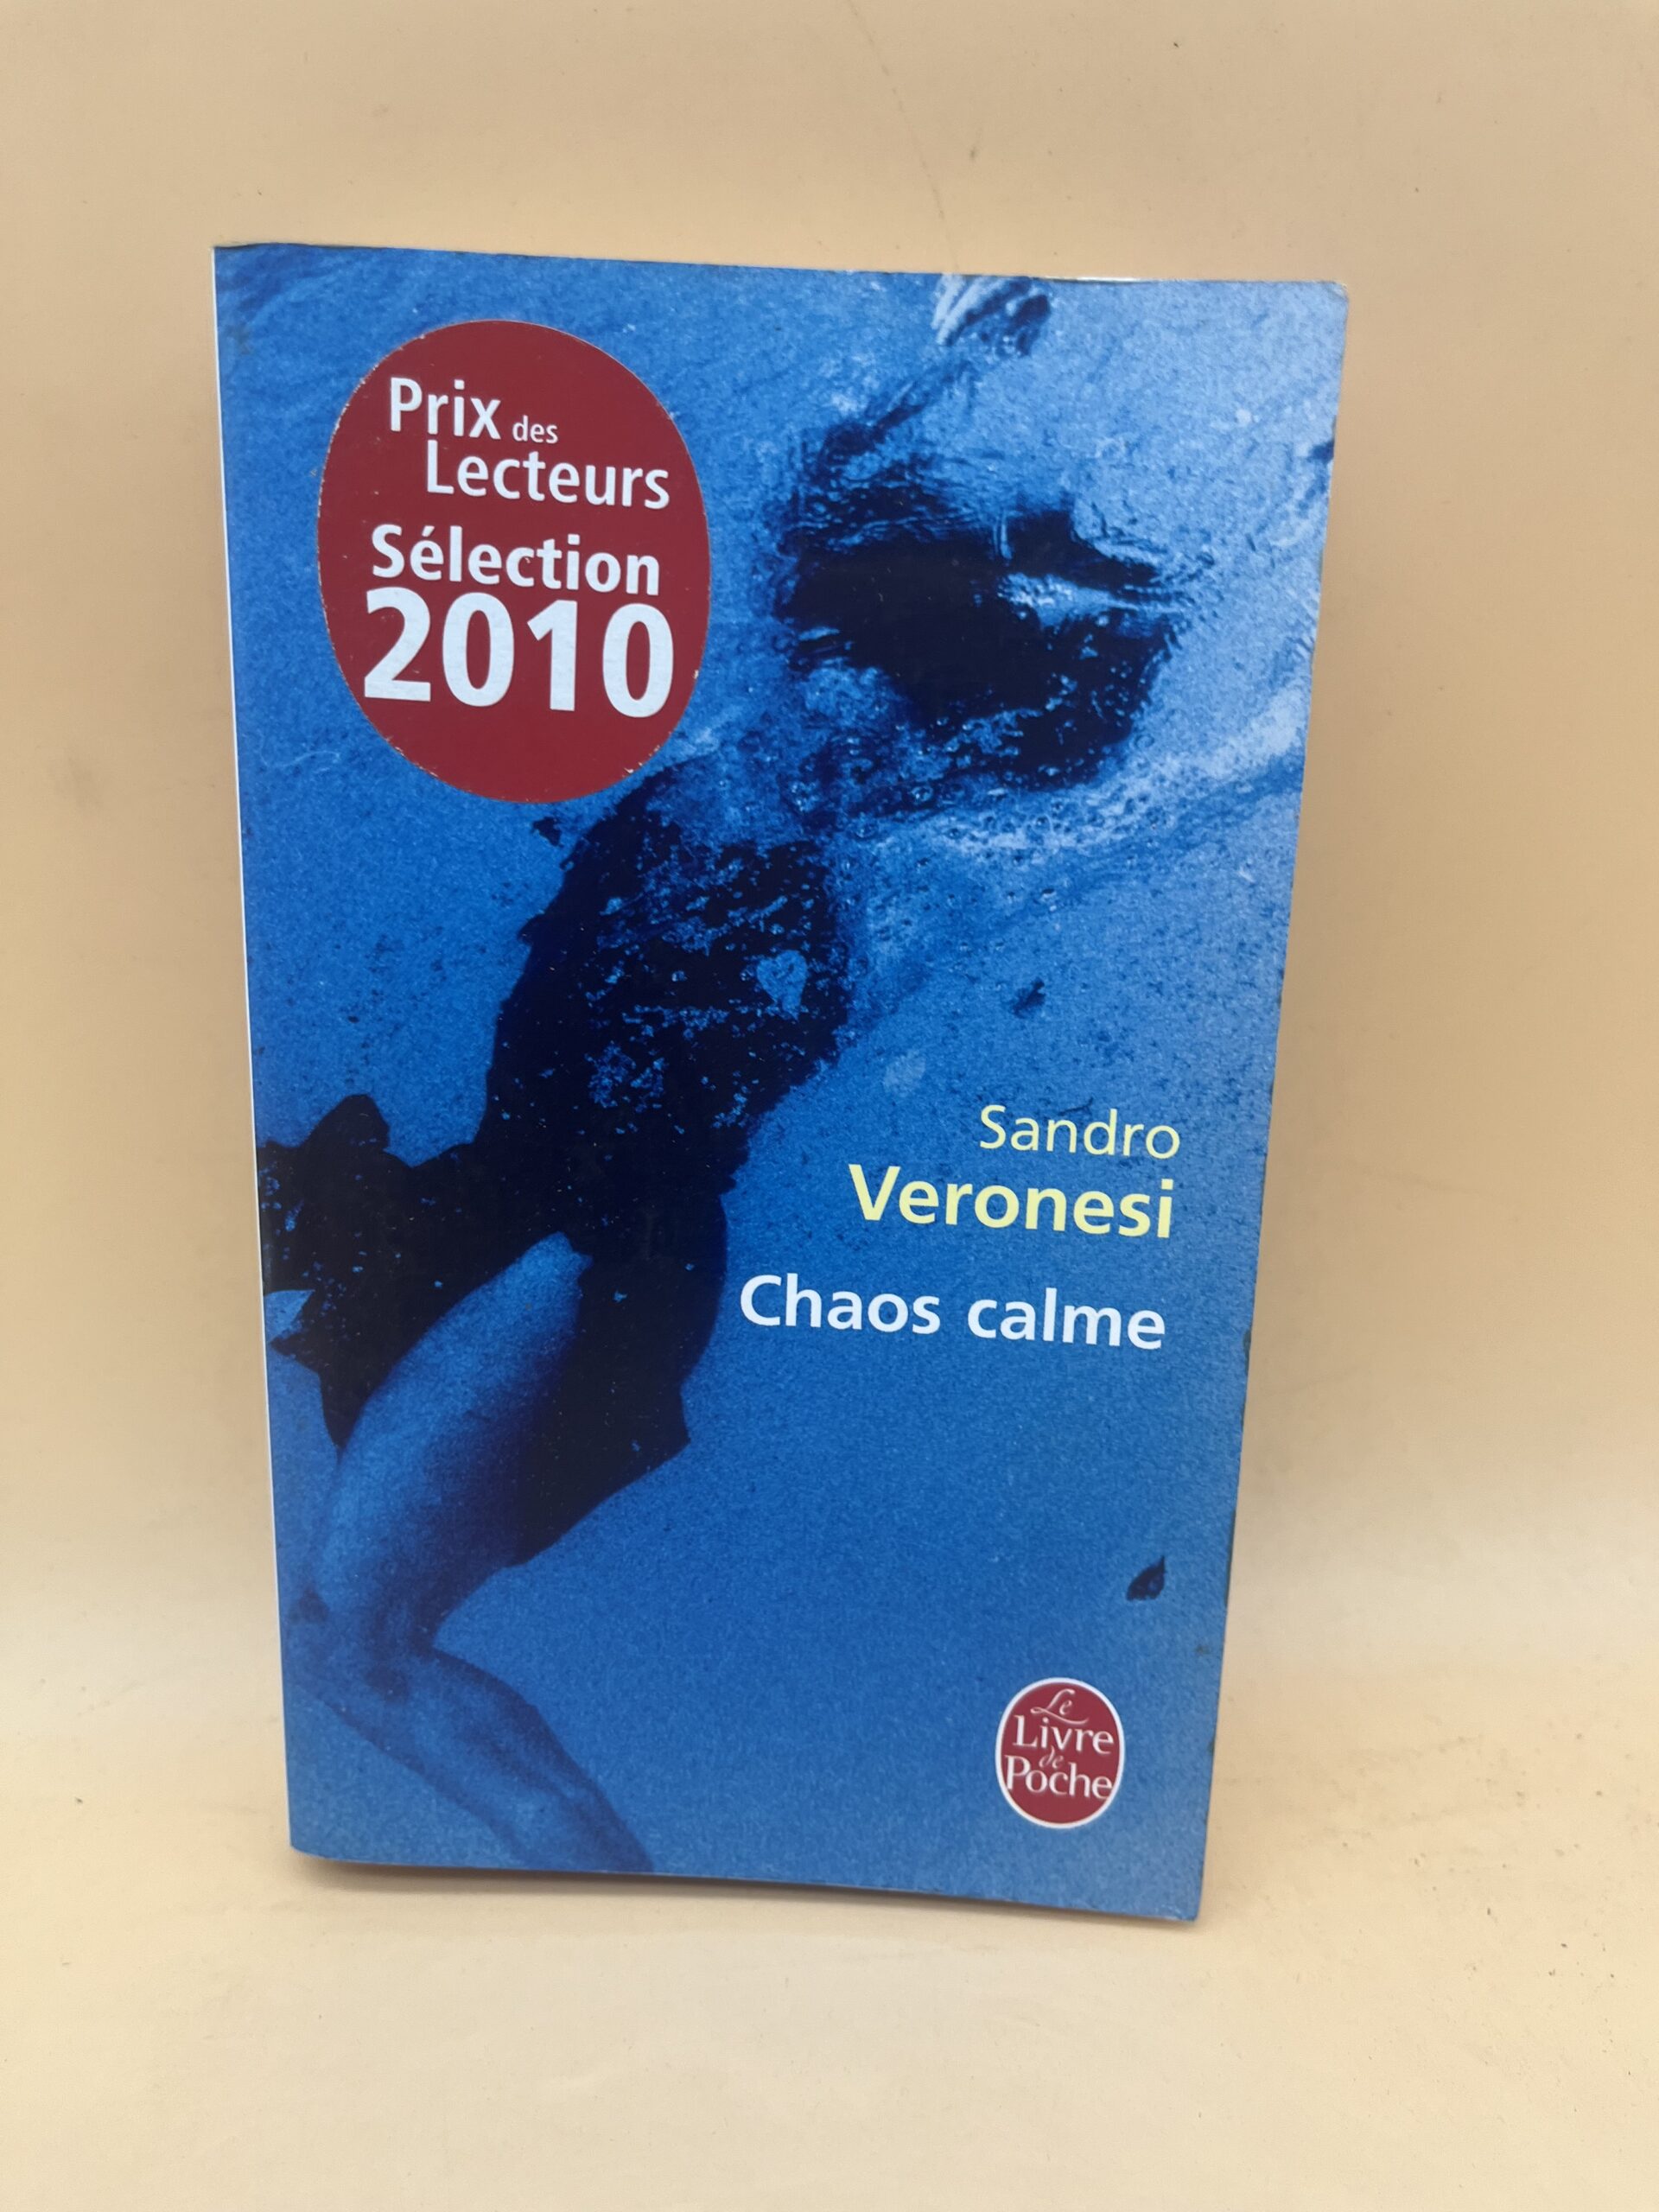 Prix des
Lecteurs
Sélection
2010
Sandro
Veronesi
Chaos calme
Le
Livre
de
Poche